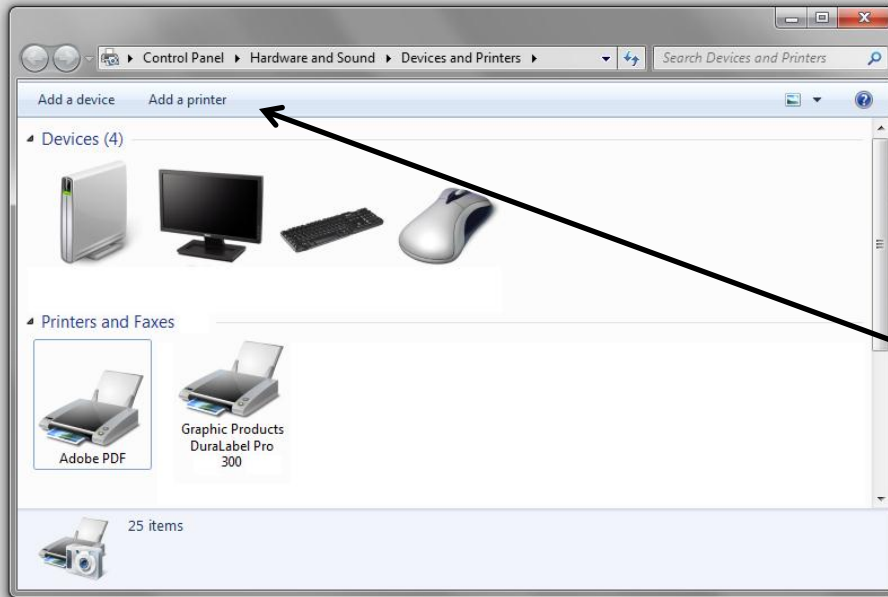 Control Panel Hardware and Sound Devices and Printers
Search Devices and Printers
Add a device Add a printer
Devices (4)
Printers and Faxes
Adobe PDF
Graphic Products
DuraLabel Pro
300
25 items